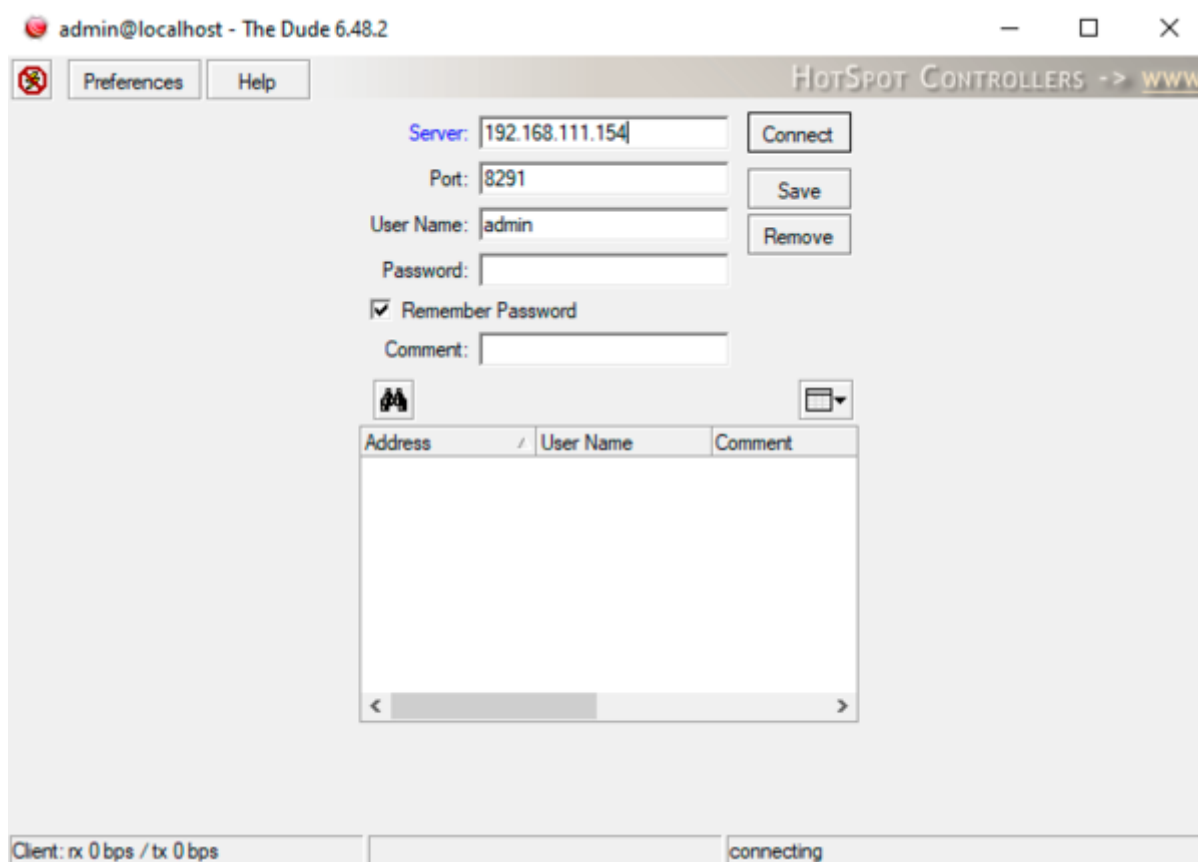 admin@localhost - The Dude 6.48.2
Preferences Help HOTSPOT CONTROLLERS -> www
Server: 192.168.111.154 Connect
Port: 8291 Save
User Name: admin Remove
Password:
Remember Password
Comment:
Address User Name Comment
Client: rx 0 bps / tx 0 bps connecting